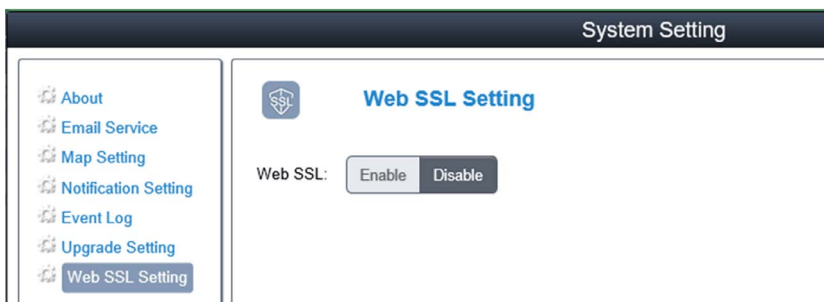 System Setting
About
Email Service
Map Setting
Notification Setting
Event Log
Upgrade Setting
Web SSL Setting
SSL
Web SSL Setting
Web SSL: Enable Disable